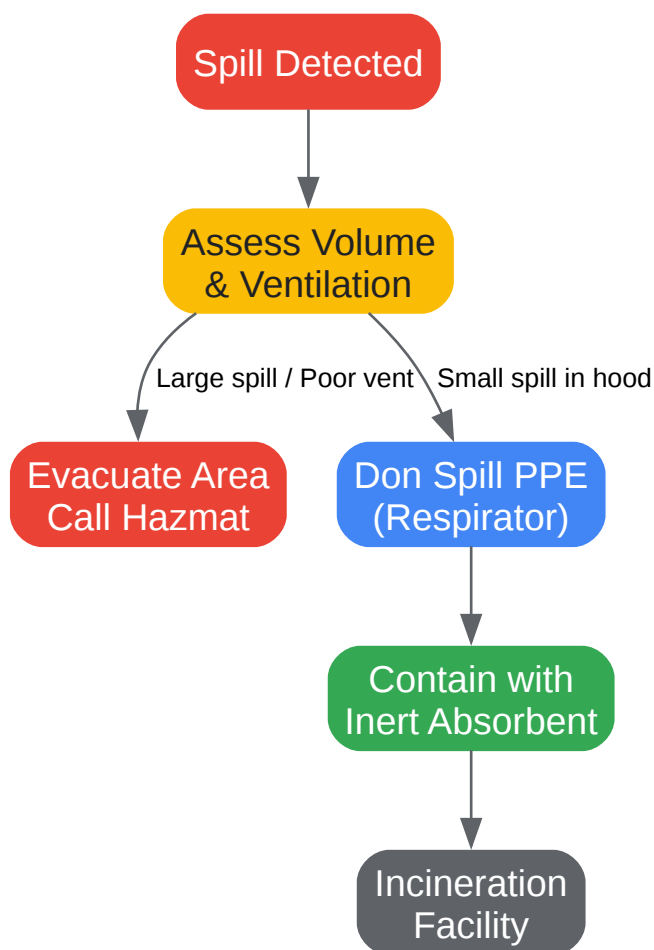 Spill Detected
Assess Volume
& Ventilation
Large spill / Poor vent
Small spill in hood
Evacuate Area
Call Hazmat
Don Spill PPE
(Respirator)
Contain with
Inert Absorbent
Incineration
Facility